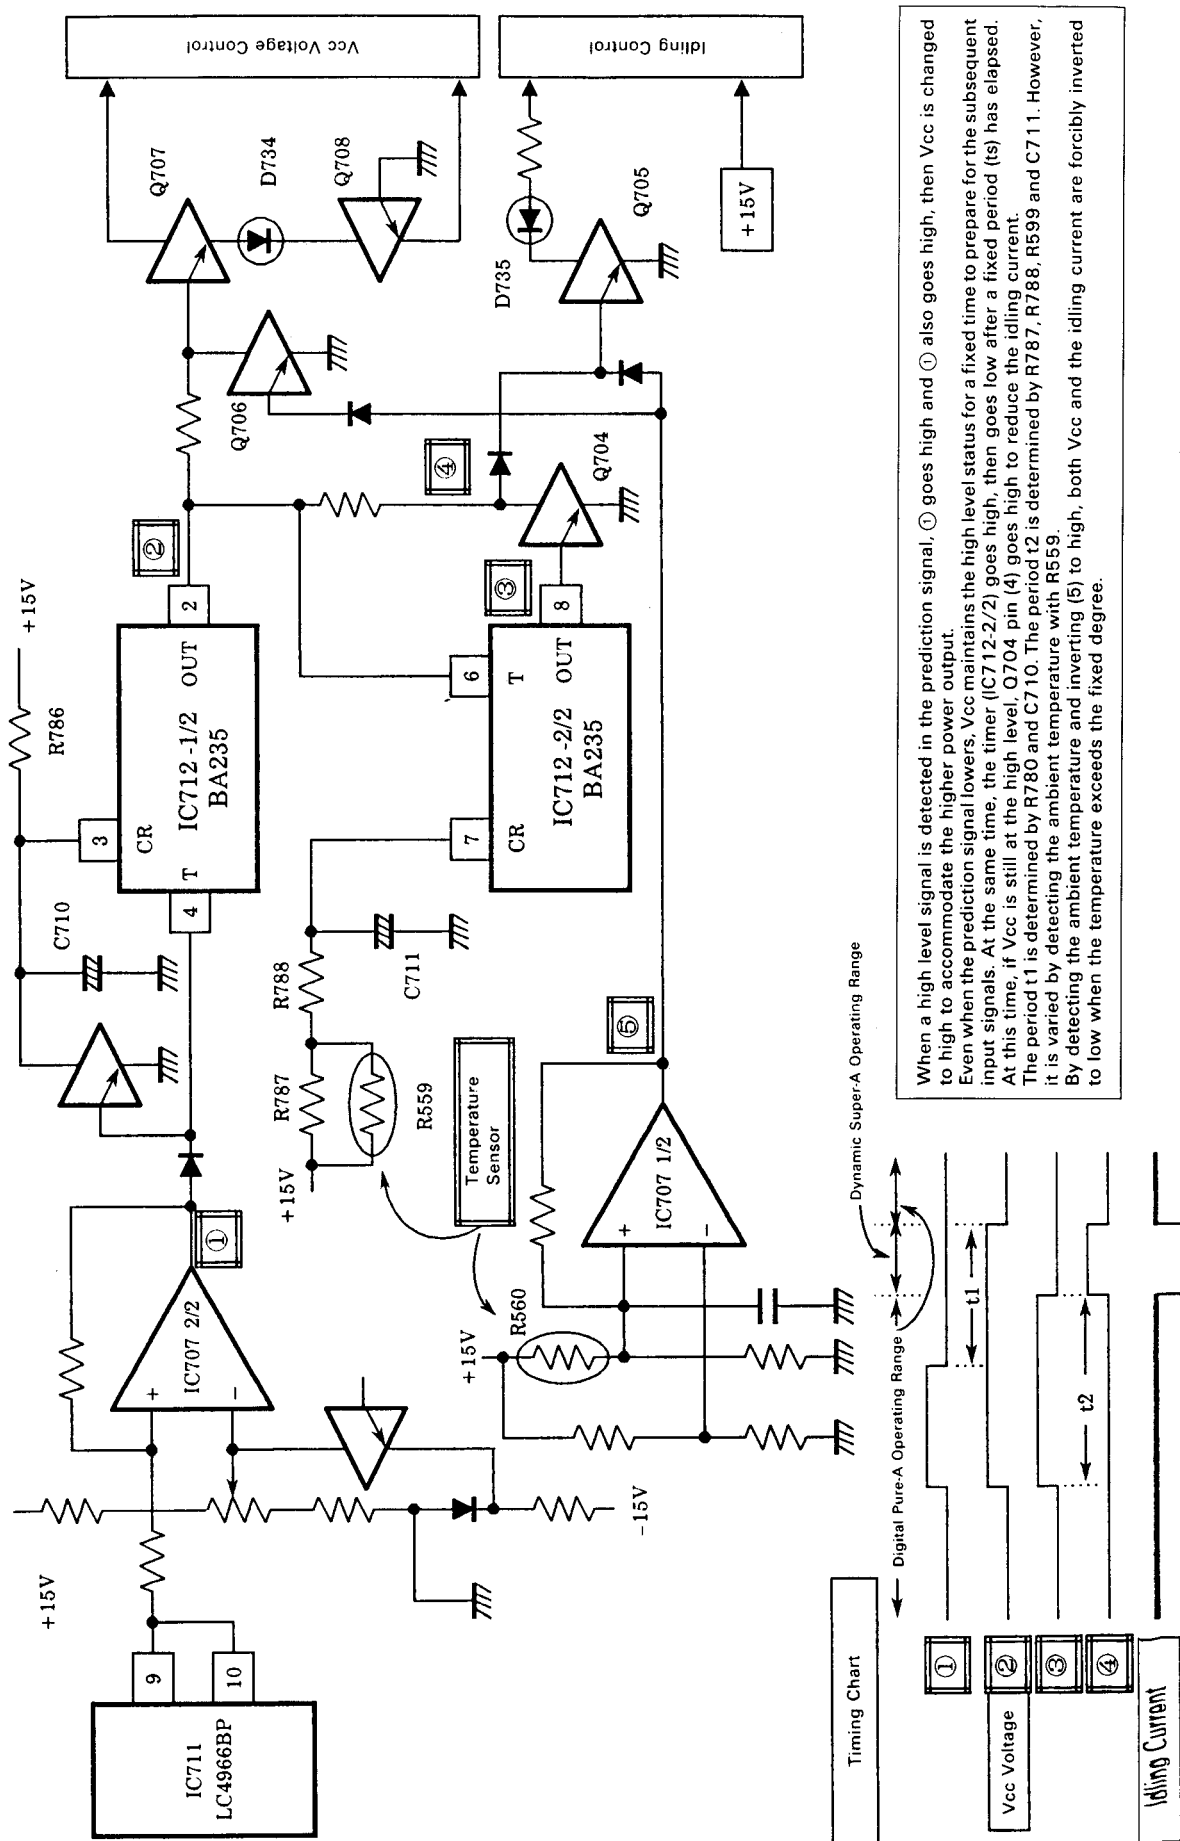 IC711
LC4966BP
9
10
+15V
-15V
+
-
IC707 2/2
①
C710
R786
+15V
4
3
T
CR
IC712-1/2
BA235
OUT
2
②
Q706
Q707
D734
Q708
Vcc Voltage Control
+15V
R787
R788
R559
C711
Temperature
Sensor
7
6
CR
T
IC712-2/2
BA235
OUT
8
③
④
Q704
D735
Q705
Idling Control
+15V
+15V
R560
+
-
IC707 1/2
⑤
Timing Chart
Digital Pure-A Operating Range
Dynamic Super-A Operating Range
①
Vcc Voltage
②
③
④
Idling Current
t1
t2
When a high level signal is detected in the prediction signal, ① goes high and ① also goes high, then Vcc is changed
to high to accommodate the higher power output.
Even when the prediction signal lowers, Vcc maintains the high level status for a fixed time to prepare for the subsequent
input signals. At the same time, the timer (IC712-2/2) goes high, then goes low after a fixed period (ts) has elapsed.
At this time, if Vcc is still at the high level, Q704 pin (4) goes high to reduce the idling current.
The period t1 is determined by R780 and C710. The period t2 is determined by R787, R788, R599 and C711. However,
it is varied by detecting the ambient temperature with R559.
By detecting the ambient temperature and inverting (5) to high, both Vcc and the idling current are forcibly inverted
to low when the temperature exceeds the fixed degree.